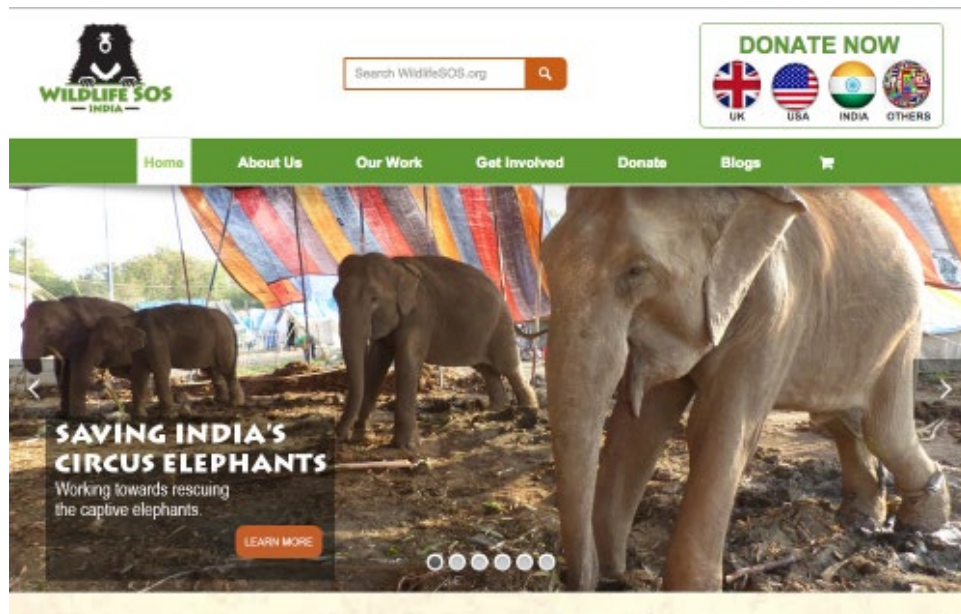 WILDLIFE SOS
INDIA
Search WildlifeSOS.org
DONATE NOW
UK USA INDIA OTHERS
Home About Us Our Work Get Involved Donate Blogs
SAVING INDIA'S
CIRCUS ELEPHANTS
Working towards rescuing
the captive elephants.
LEARN MORE